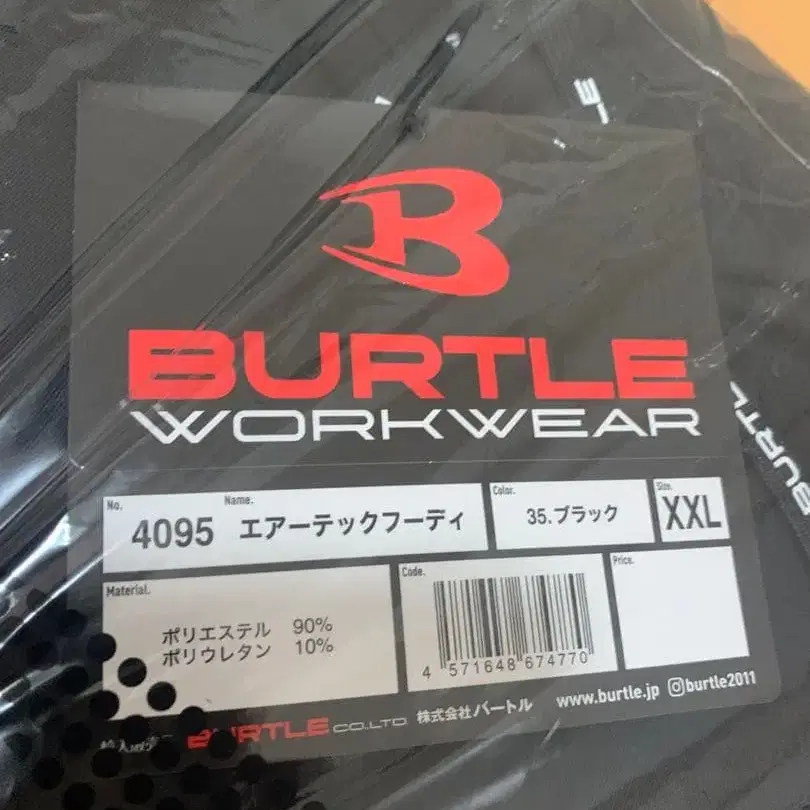 BURTLE
WORKWEAR
No. Name. Color. Size.
4095 エアーテックフーディ 35.ブラック XXL
Material. Code. Price.
ポリエステル 90%
ポリウレタン 10%
4 571648 674770
BURTLE CO.LTD 株式会社バートル www.burtle.jp burtle2011
BURTL